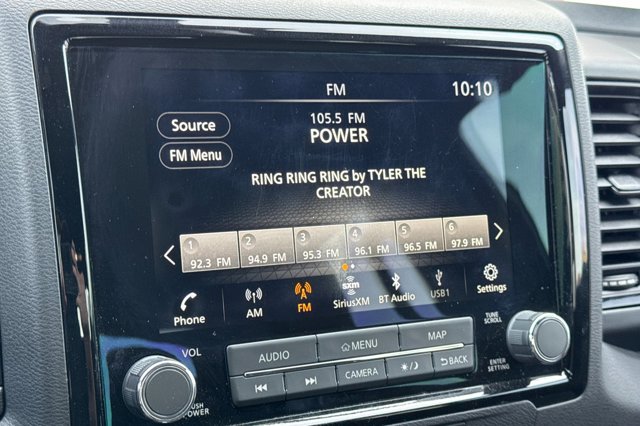 FM
10:10
105.5 FM
POWER
Source
FM Menu
RING RING RING by TYLER THE
CREATOR
1 2 3 4 5 6
92.3 FM 94.9 FM 95.3 FM 96.1 FM 96.5 FM 97.9 FM
Phone
AM
FM
sxm
SiriusXM
BT Audio
USB1
Settings
VOL
AUDIO
MENU
MAP
CAMERA
BACK
TUNE
SCROLL
ENTER
SETTING
PUSH
POWER